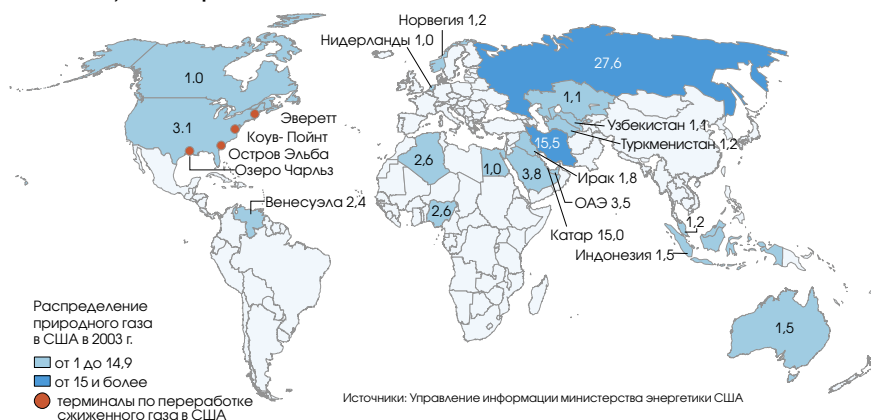 Норвегия 1,2
Нидерланды 1,0
27,6
1.0
1,1
3.1
Эверетт
Коув- Пойнт
Остров Эльба
Озеро Чарльз
Узбекистан 1,1
Туркменистан 1,2
15,5
2,6
1,0
3,8
Ирак 1,8
ОАЭ 3,5
Венесуэла 2,4
2,6
Катар 15,0
1,2
Индонезия 1,5
1,5
Распределение
природного газа
в США в 2003 г.
от 1 до 14,9
от 15 и более
терминалы по переработке
сжиженного газа в США
Источники: Управление информации министерства энергетики США